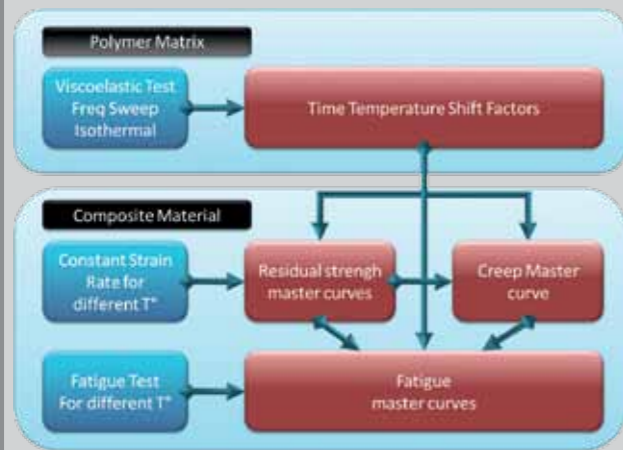 Polymer Matrix
Viscoelastic Test
Freq Sweep
Isothermal
Time Temperature Shift Factors
Composite Material
Constant Strain
Rate for
different T°
Residual strengh
master curves
Creep Master
curve
Fatigue Test
For different T°
Fatigue
master curves